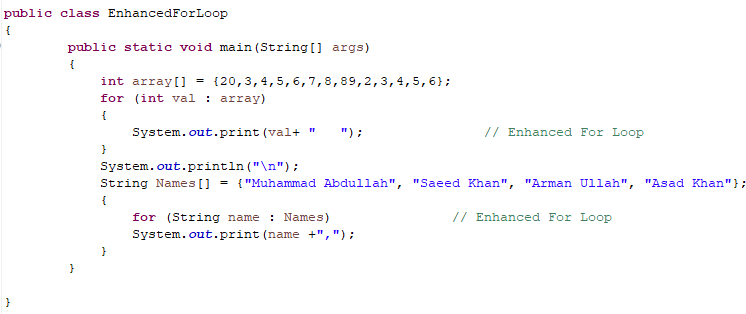 public class EnhancedForLoop
{
        public static void main(String[] args)
        {
            int array[] = {20,3,4,5,6,7,8,89,2,3,4,5,6};
            for (int val : array)
            {
                System.out.print(val+ "   ");               // Enhanced For Loop
            }
            System.out.println("\n");
            String Names[] = {"Muhammad Abdullah", "Saeed Khan", "Arman Ullah", "Asad Khan"};
            {
                for (String name : Names)               // Enhanced For Loop
                System.out.print(name +",");
            }
        }

}